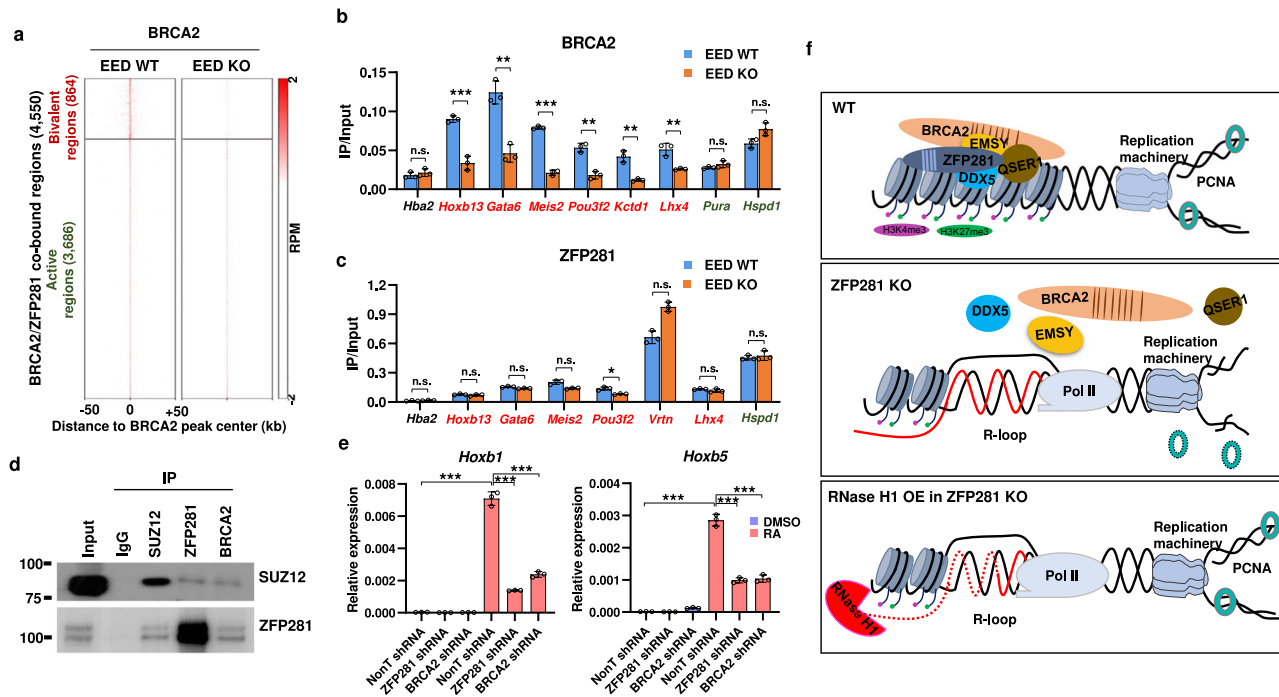 a
BRCA2
EED WT
EED KO
BRCA2/ZFP281 co-bound regions (4,550)
Bivalent
regions (864)
Active
regions (3,686)
2
-2
RPM
-50
0
+50
Distance to BRCA2 peak center (kb)
b
BRCA2
EED WT
EED KO
IP/Input
0.15
0.10
0.05
0.00
n.s.
***
**
***
**
**
**
n.s.
n.s.
Hba2
Hoxb13
Gata6
Meis2
Pou3f2
Kctd1
Lhx4
Pura
Hspd1
c
ZFP281
EED WT
EED KO
IP/Input
1.2
0.9
0.6
0.3
0.0
n.s.
n.s.
n.s.
n.s.
*
n.s.
n.s.
n.s.
Hba2
Hoxb13
Gata6
Meis2
Pou3f2
Vrtn
Lhx4
Hspd1
d
IP
Input
IgG
SUZ12
ZFP281
BRCA2
100
75
SUZ12
100
ZFP281
e
Hoxb1
Relative expression
0.008
0.006
0.004
0.002
0.000
***
***
***
NonT shRNA
ZFP281 shRNA
BRCA2 shRNA
NonT shRNA
ZFP281 shRNA
BRCA2 shRNA
Hoxb5
Relative expression
0.004
0.003
0.002
0.001
0.000
***
***
***
DMSO
RA
NonT shRNA
ZFP281 shRNA
BRCA2 shRNA
NonT shRNA
ZFP281 shRNA
BRCA2 shRNA
f
WT
BRCA2
EMSY
ZFP281
QSER1
DDX5
H3K4me3
H3K27me3
Replication
machinery
PCNA
ZFP281 KO
DDX5
BRCA2
QSER1
EMSY
Replication
machinery
Pol II
R-loop
RNase H1 OE in ZFP281 KO
Replication
machinery
PCNA
Pol II
RNase H1
R-loop